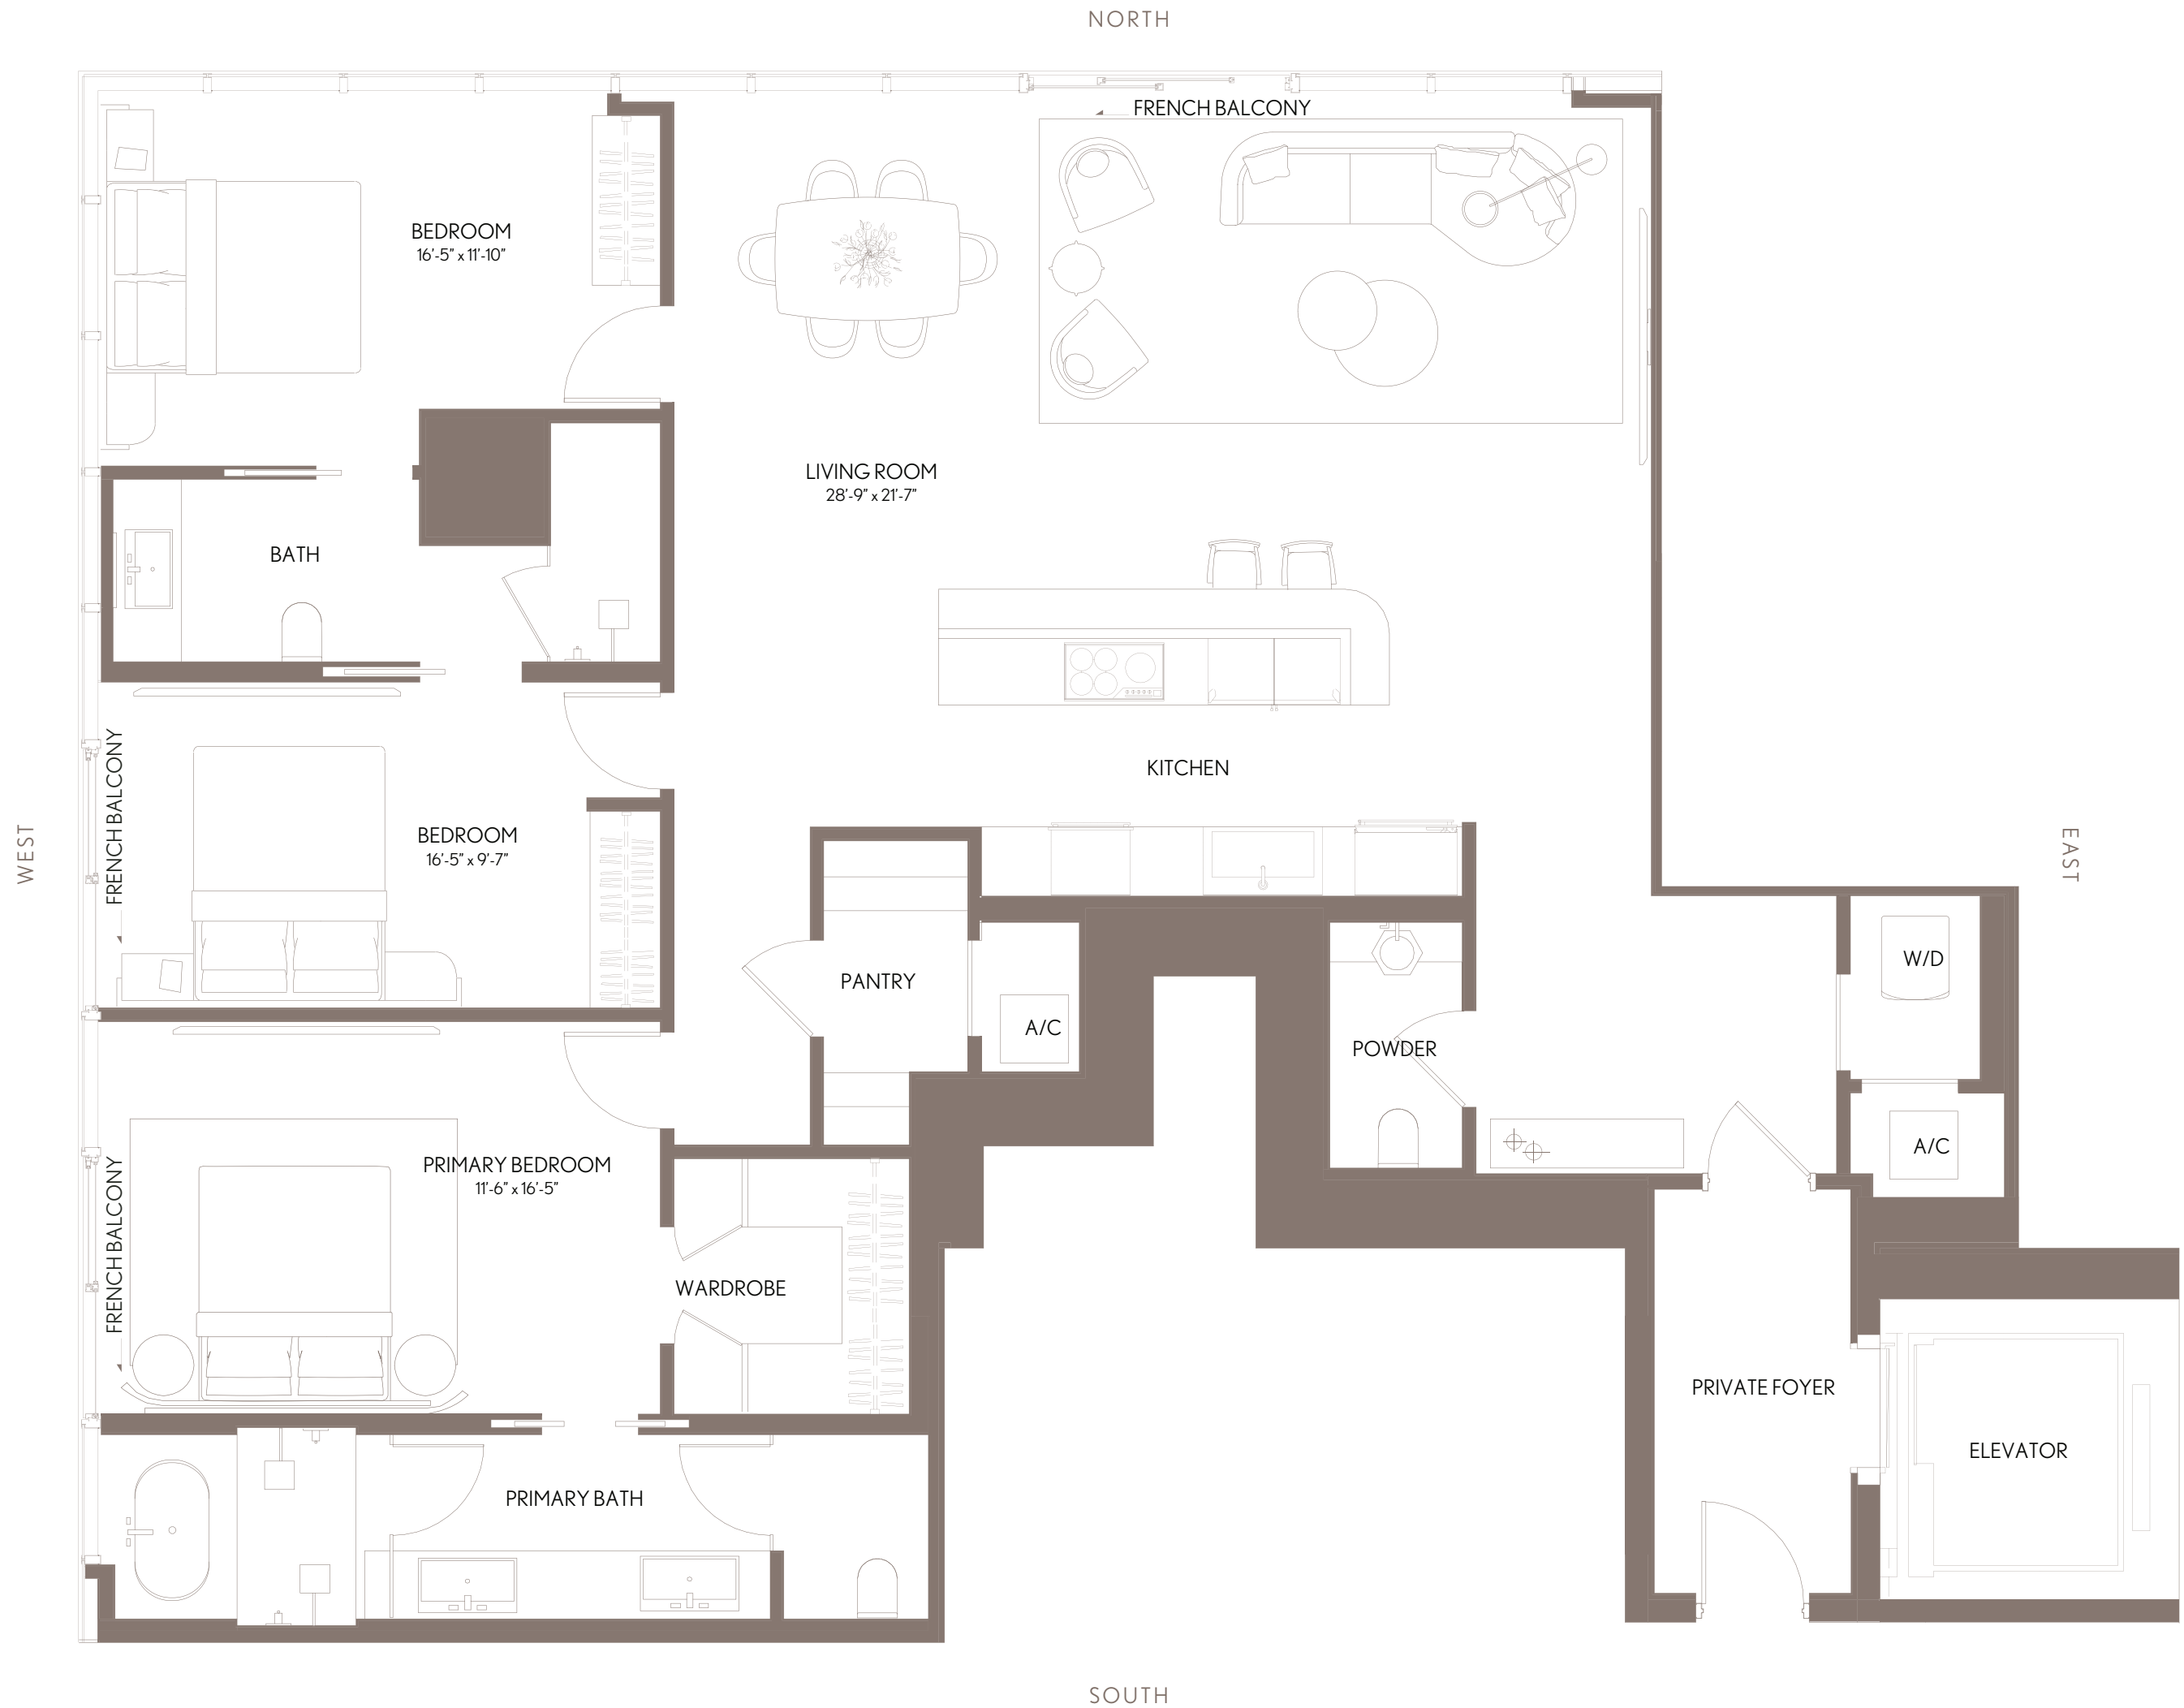 NORTH
FRENCH BALCONY
BEDROOM
16'-5" x 11'-10"
LIVING ROOM
28'-9" x 21'-7"
BATH
KITCHEN
FRENCH BALCONY
BEDROOM
16'-5" x 9'-7"
WEST
EAST
PANTRY
A/C
POWDER
W/D
A/C
PRIMARY BEDROOM
11'-6" x 16'-5"
FRENCH BALCONY
WARDROBE
PRIVATE FOYER
ELEVATOR
PRIMARY BATH
SOUTH